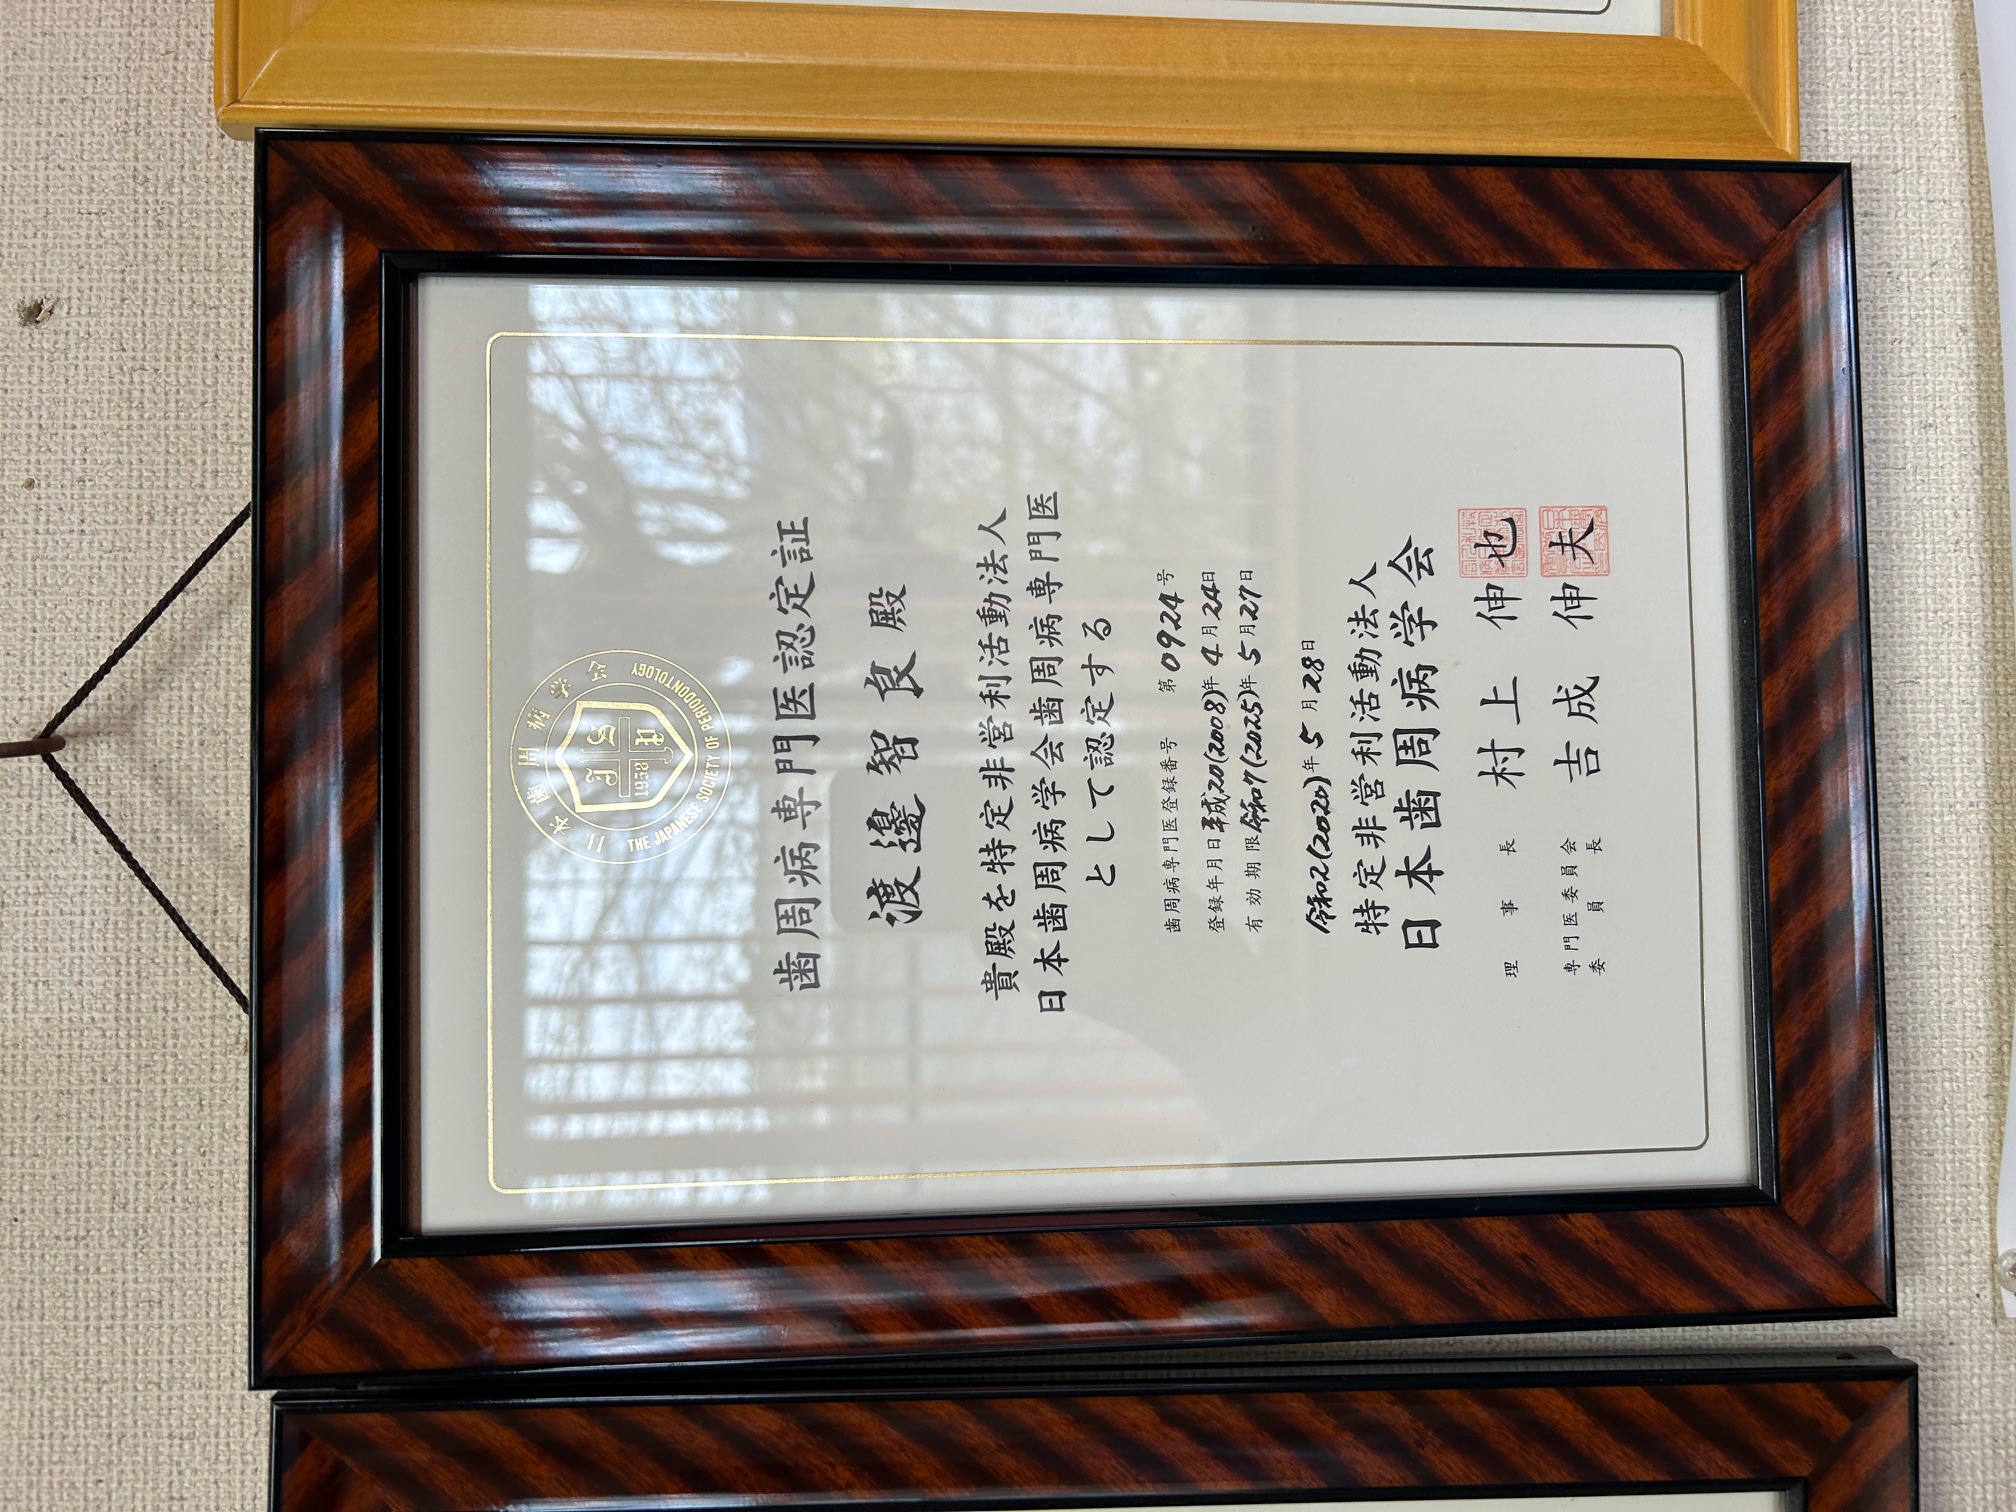 日本歯周病学会
THE JAPANESE SOCIETY OF PERIODONTOLOGY
J S P
1958
歯周病専門医認定証
渡邊智良殿
貴殿を特定非営利活動法人
日本歯周病学会歯周病専門医
として認定する
歯周病専門医登録番号 第0924号
登録年月日 平成20(2008)年4月24日
有効期限 令和7(2025)年5月27日
令和2(2020)年5月28日
特定非営利活動法人
日本歯周病学会
理事長 村上伸也
専門医委員会
委員長 吉成伸夫